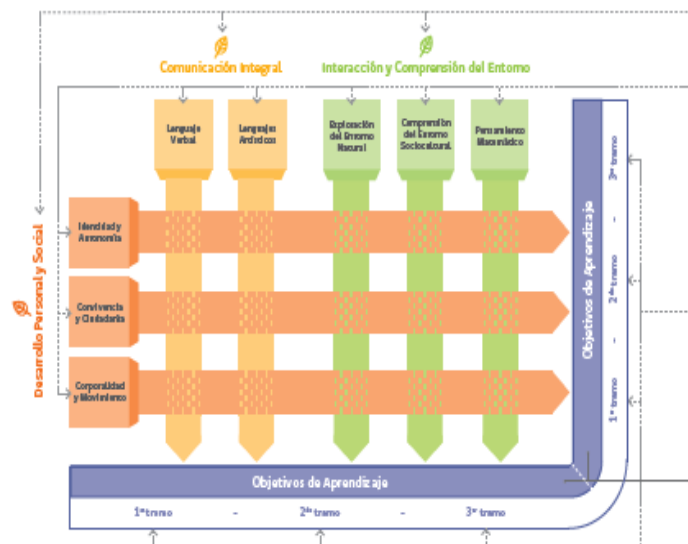 Comunicación Integral
Interacción y Comprensión del Entorno
Lenguaje
Verbal
Lenguajes
Artísticos
Exploración
del Entorno
Natural
Comprensión
del Entorno
Sociocultural
Pensamiento
Matemático
Desarrollo Personal y Social
Identidad y
Autonomía
Convivencia
y Ciudadanía
Corporalidad
y Movimiento
Objetivos de Aprendizaje
3er tramo
-
2do tramo
-
1er tramo
Objetivos de Aprendizaje
1er tramo - 2do tramo - 3er tramo